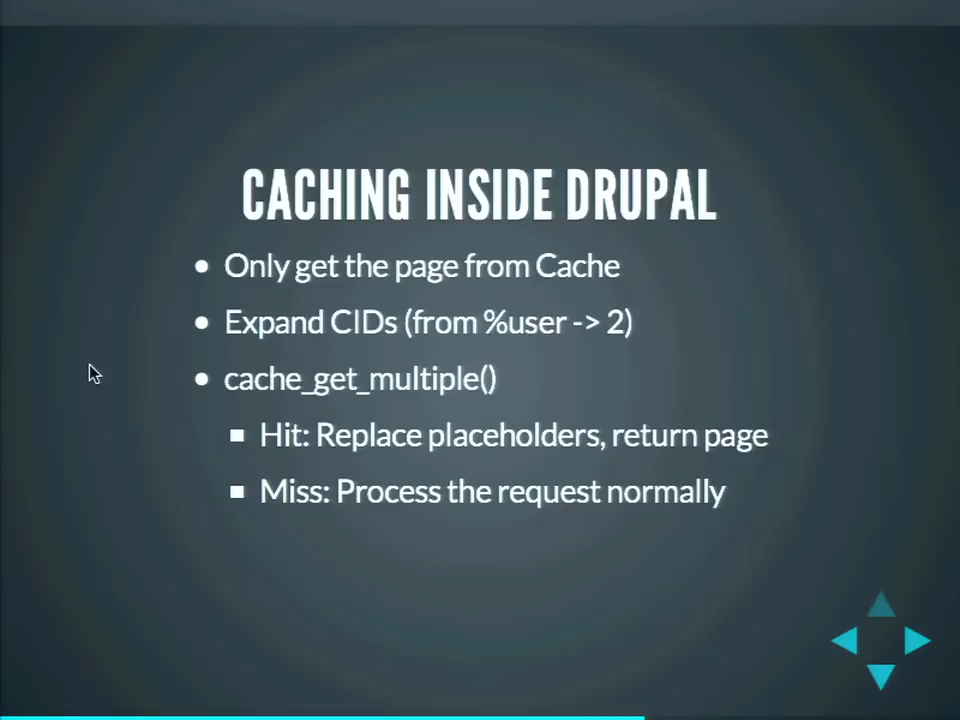 CACHING INSIDE DRUPAL
Only get the page from Cache
Expand CIDs (from %user -> 2)
cache_get_multiple()
Hit: Replace placeholders, return page
Miss: Process the request normally